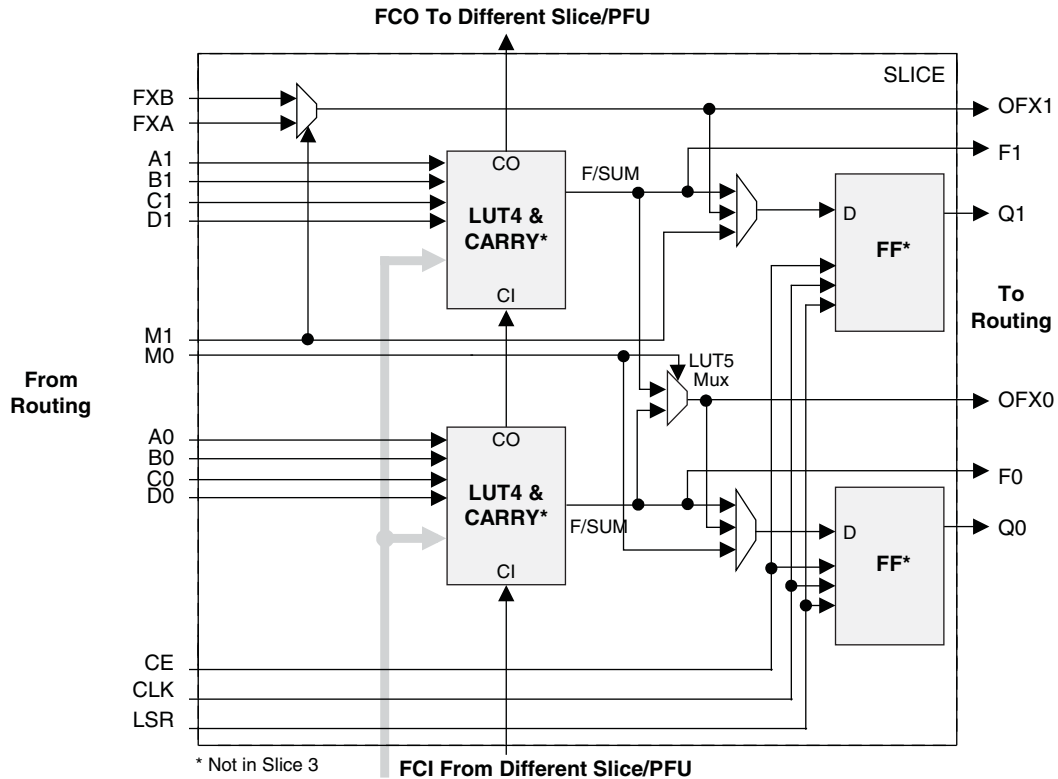 FCO To Different Slice/PFU
SLICE
FXB
FXA
OFX1
F1
A1
B1
C1
D1
CO
F/SUM
LUT4 &
CARRY*
CI
D
FF*
Q1
To
Routing
M1
M0
From
Routing
LUT5
Mux
OFX0
A0
B0
C0
D0
CO
LUT4 &
CARRY*
F/SUM
CI
F0
D
FF*
Q0
CE
CLK
LSR
* Not in Slice 3
FCI From Different Slice/PFU